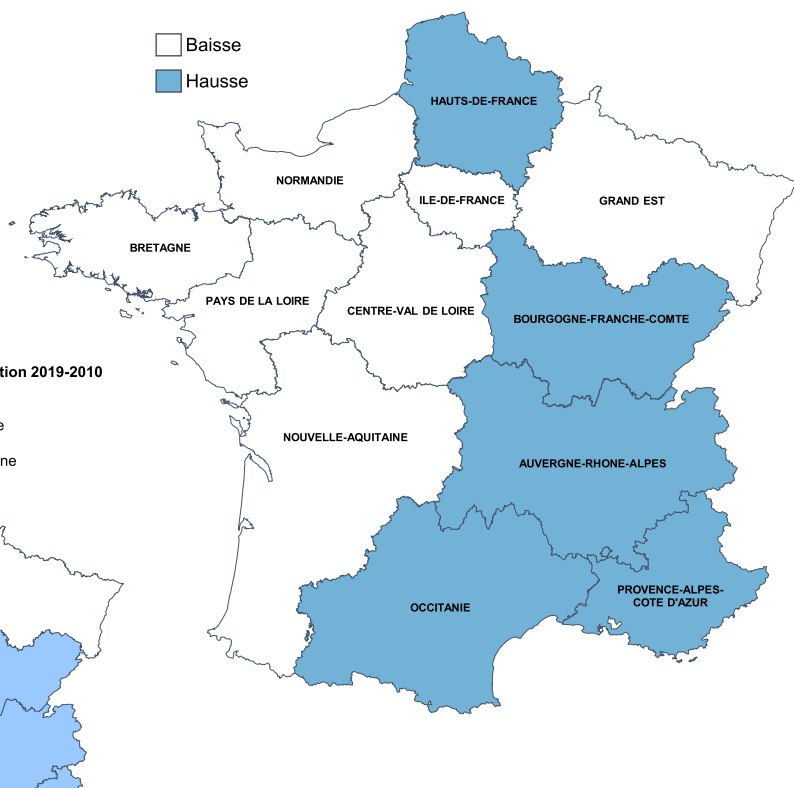 Baisse
Hausse
HAUTS-DE-FRANCE
NORMANDIE
ILE-DE-FRANCE
GRAND EST
BRETAGNE
PAYS DE LA LOIRE
CENTRE-VAL DE LOIRE
BOURGOGNE-FRANCHE-COMTE
tion 2019-2010
e
ne
NOUVELLE-AQUITAINE
AUVERGNE-RHONE-ALPES
OCCITANIE
PROVENCE-ALPES-
COTE D'AZUR